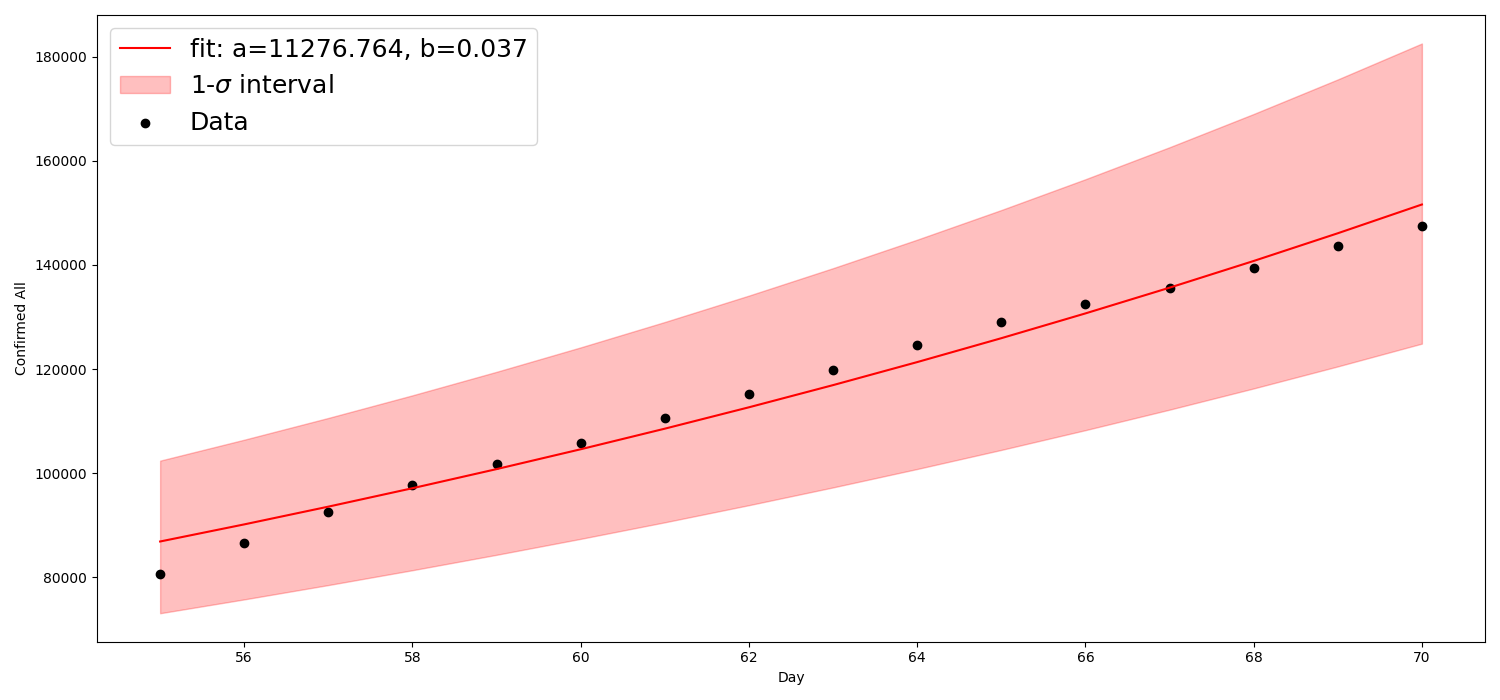 fit: a=11276.764, b=0.037
1-σ interval
Data
180000
160000
140000
120000
100000
80000
Confirmed All
56 58 60 62 64 66 68 70
Day